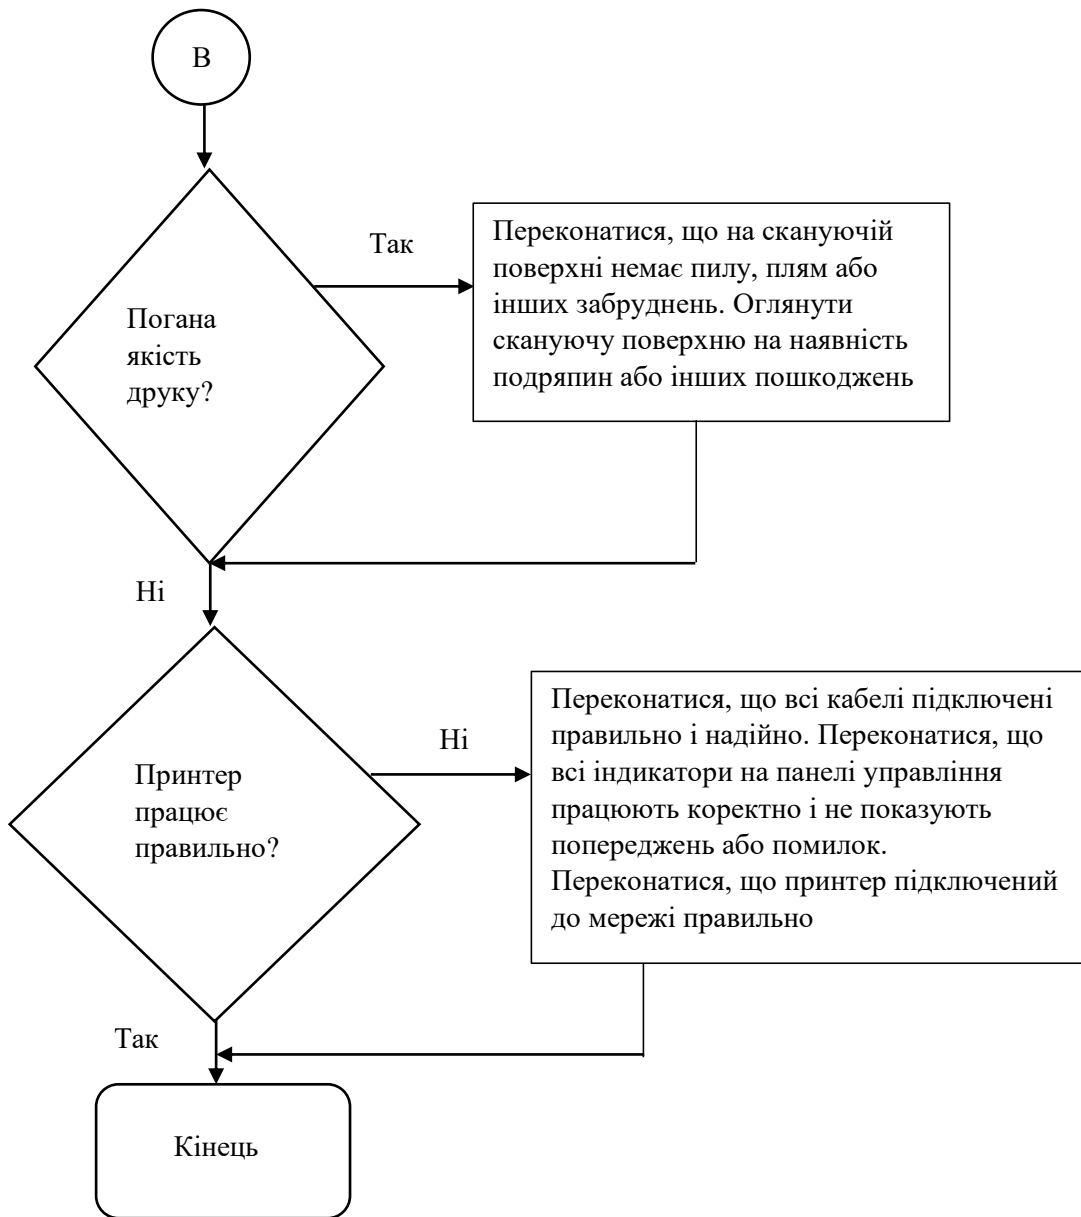 В
Так
Погана
якість
друку?
Переконатися, що на скануючій
поверхні немає пилу, плям або
інших забруднень. Оглянути
скануючу поверхню на наявність
подряпин або інших пошкоджень
Ні
Принтер
працює
правильно?
Ні
Переконатися, що всі кабелі підключені
правильно і надійно. Переконатися, що
всі індикатори на панелі управління
працюють коректно і не показують
попереджень або помилок.
Переконатися, що принтер підключений
до мережі правильно
Так
Кінець